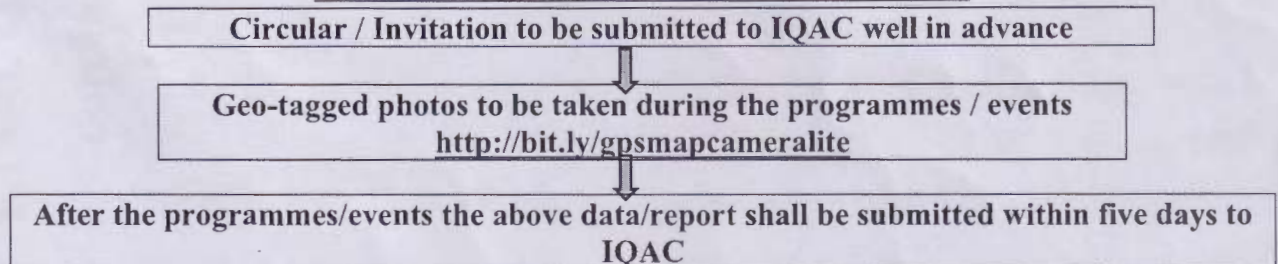 Circular / Invitation to be submitted to IQAC well in advance
Geo-tagged photos to be taken during the programmes / events
http://bit.ly/gpsmapcameralite
After the programmes/events the above data/report shall be submitted within five days to
IQAC